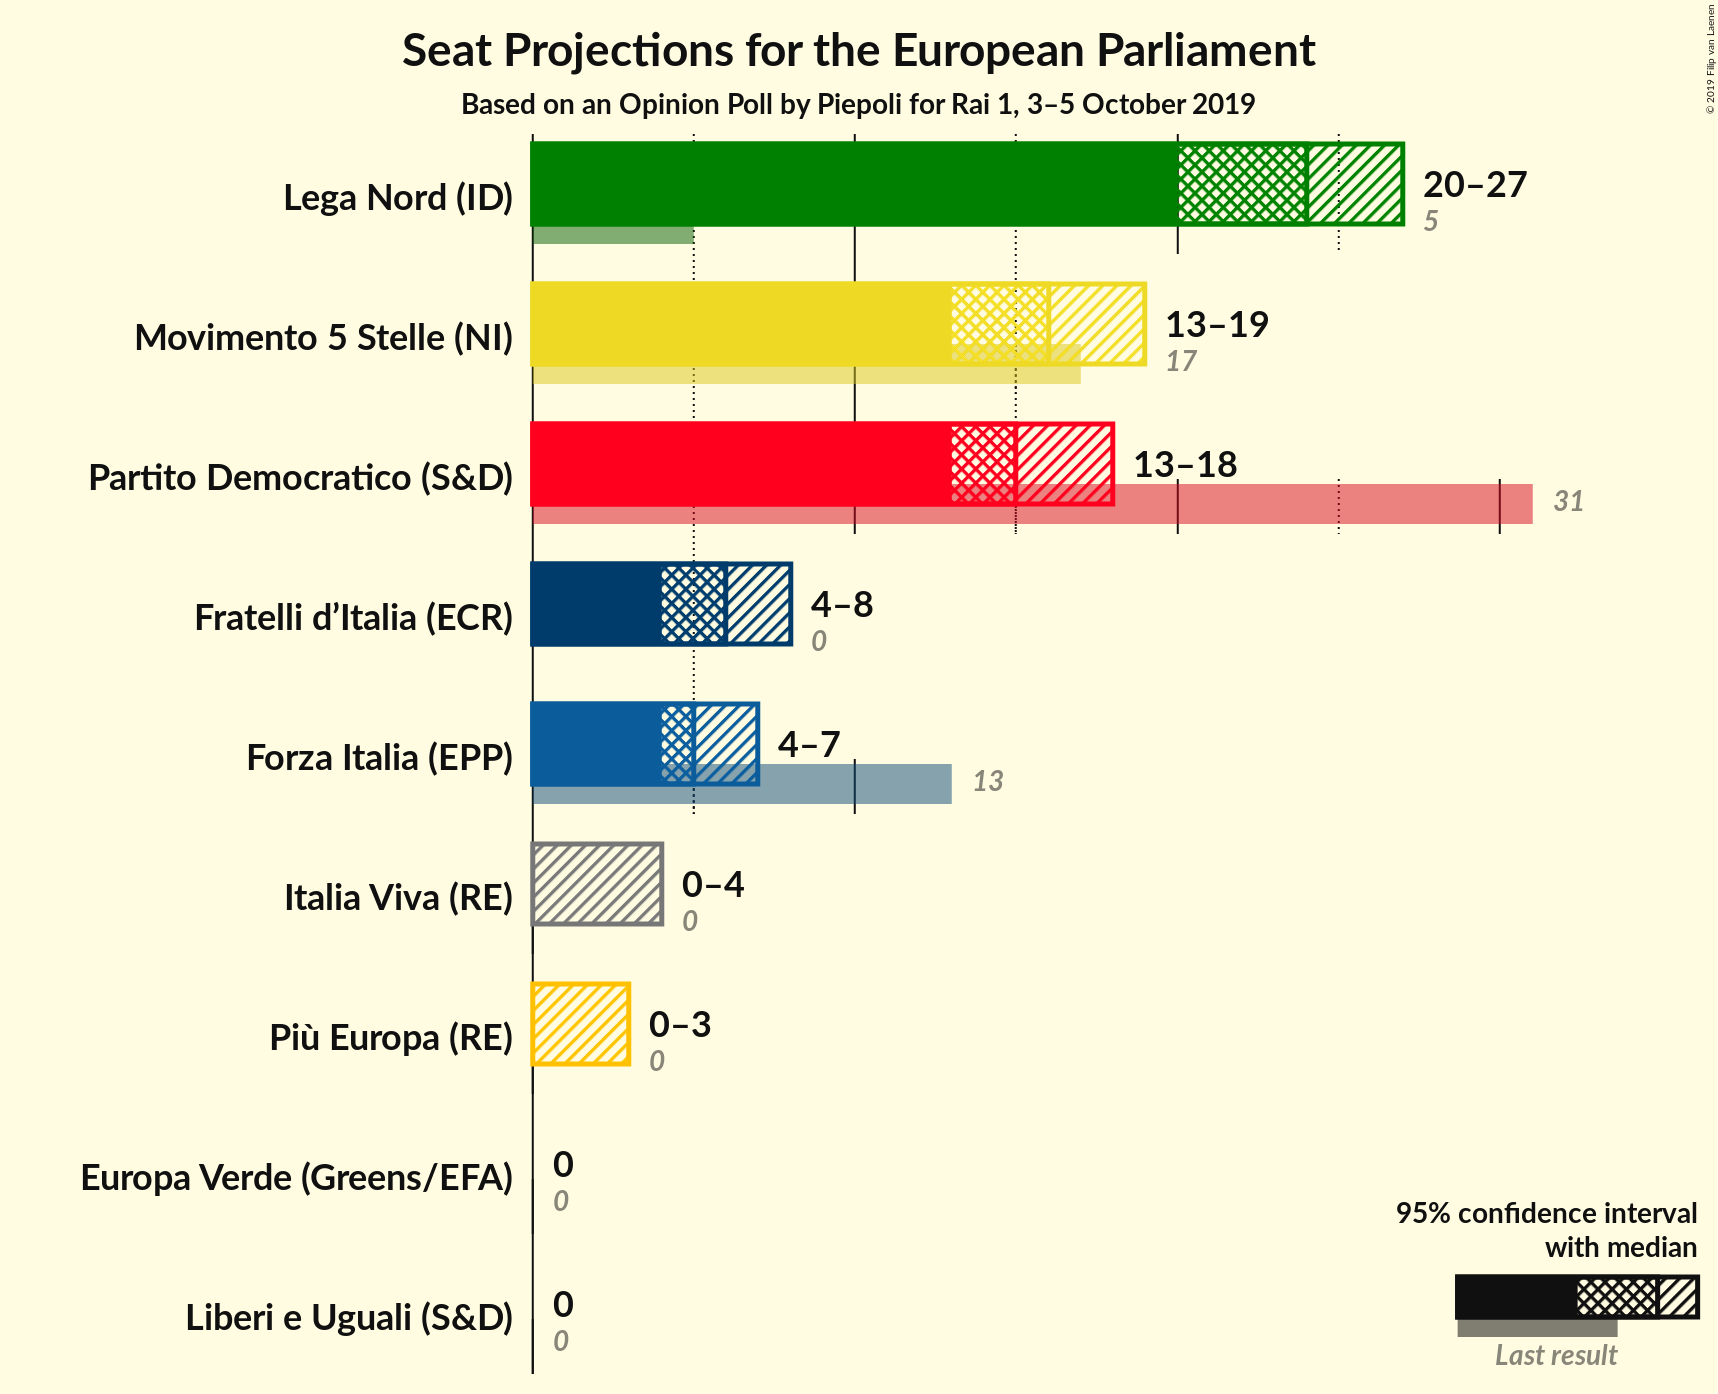 Seat Projections for the European Parliament
Based on an Opinion Poll by Piepoli for Rai 1, 3–5 October 2019
© 2019 Filip van Laenen
Lega Nord (ID)
20–27
5
Movimento 5 Stelle (NI)
13–19
17
Partito Democratico (S&D)
13–18
31
Fratelli d’Italia (ECR)
4–8
0
Forza Italia (EPP)
4–7
13
Italia Viva (RE)
0–4
0
Più Europa (RE)
0–3
0
Europa Verde (Greens/EFA)
0
0
Liberi e Uguali (S&D)
0
0
95% confidence interval
with median
Last result